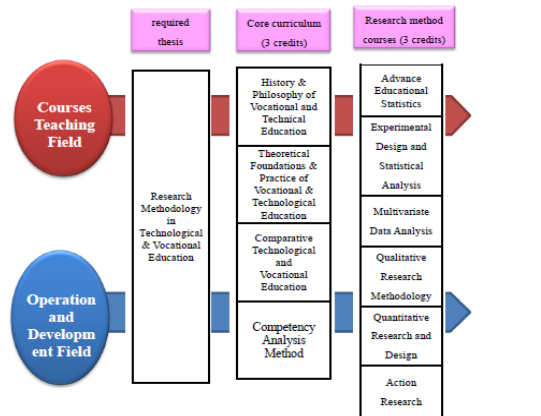 required
thesis
Core curriculum
(3 credits)
Research method
courses (3 credits)
Courses
Teaching
Field
Operation
and
Developm
ent Field
Research
Methodology
in
Technological
& Vocational
Education
History &
Philosophy of
Vocational and
Technical
Education
Theoretical
Foundations &
Practice of
Vocational &
Technological
Education
Comparative
Technological
and
Vocational
Education
Competency
Analysis
Method
Advance
Educational
Statistics
Experimental
Design and
Statistical
Analysis
Multivariate
Data Analysis
Qualitative
Research
Methodology
Quantitative
Research and
Design
Action
Research